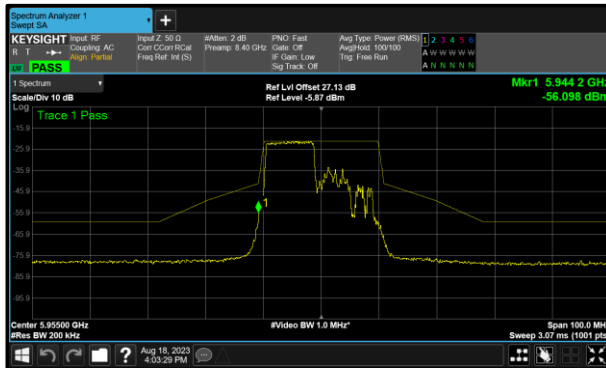 Spectrum Analyzer 1
Swept SA
+
KEYSIGHT
R T
LXI PASS
Input: RF
Coupling: AC
Align: Partial
Input Z: 50 Ω
Corr CCorr RCal
Freq Ref: Int (S)
#Atten: 2 dB
Preamp: 8.40 GHz
PNO: Fast
Gate: Off
IF Gain: Low
Sig Track: Off
Avg Type: Power (RMS)
Avg|Hold: 100/100
Trig: Free Run
1 2 3 4 5 6
A W W W W W
A N N N N N
1 Spectrum
Scale/Div 10 dB
Ref Lvl Offset 27.13 dB
Ref Level -5.87 dBm
Mkr1 5.944 2 GHz
-56.098 dBm
Log
Trace 1 Pass
-15.9
-25.9
-35.9
-45.9
-55.9
-65.9
-75.9
-85.9
-95.9
1
Center 5.95500 GHz
#Res BW 200 kHz
#Video BW 1.0 MHz*
Span 100.0 MH
Sweep 3.07 ms (1001 pts
?
Aug 18, 2023
4:03:29 PM